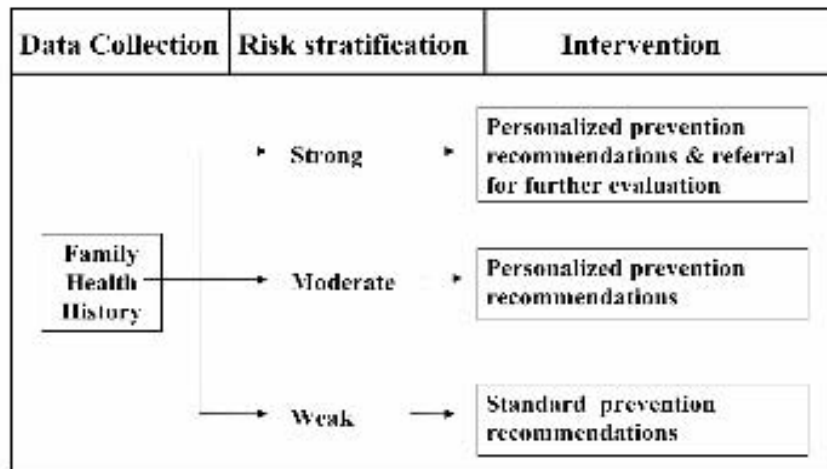 Data Collection Risk stratification Intervention
Strong
Personalized prevention
recommendations & referral
for further evaluation
Family
Health
History
Moderate
Personalized prevention
recommendations
Weak
Standard prevention
recommendations